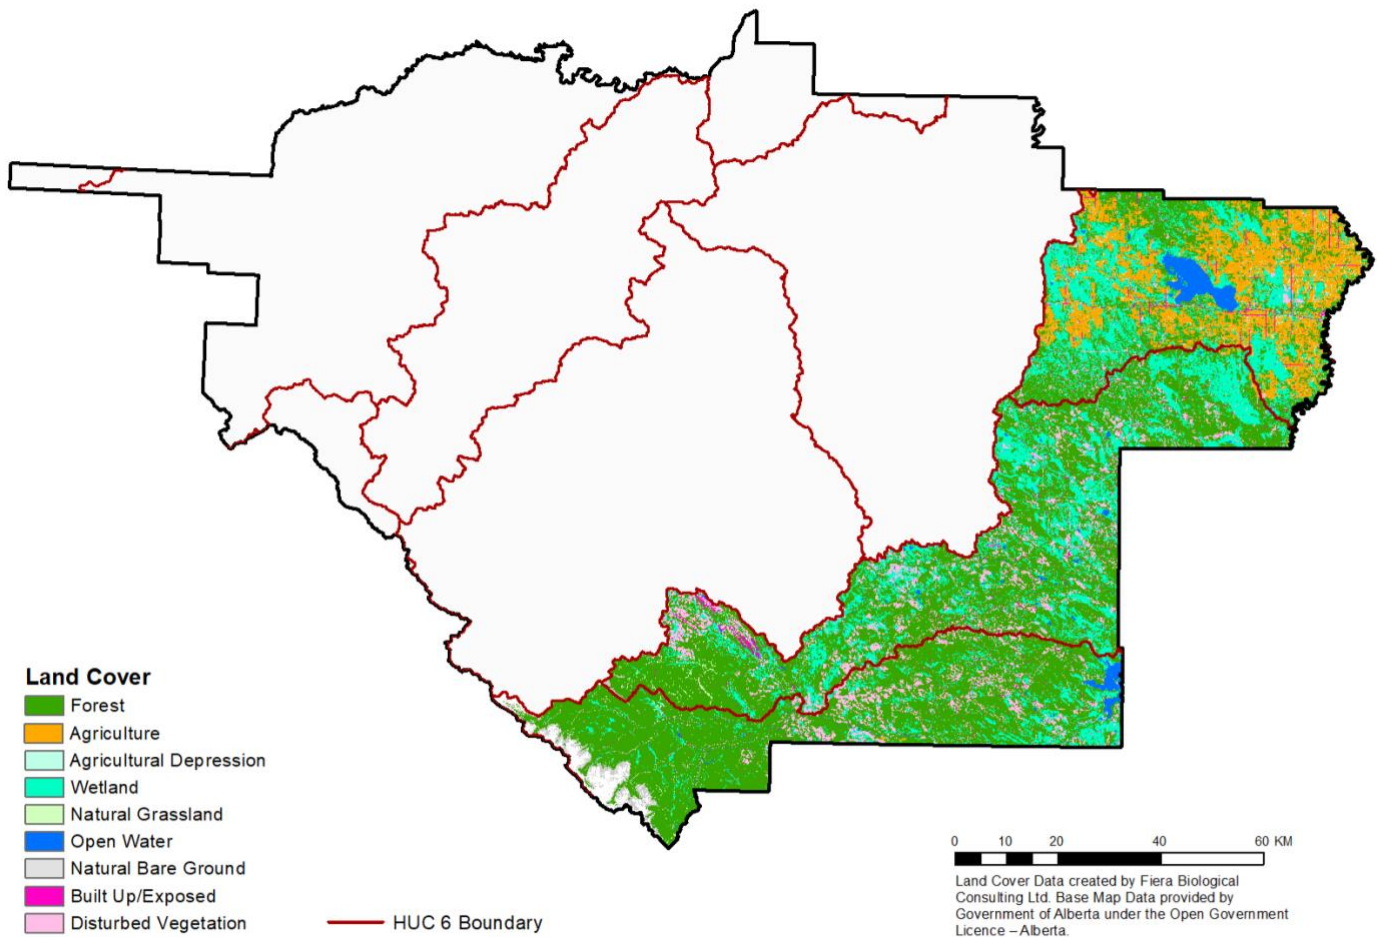 Land Cover
Forest
Agriculture
Agricultural Depression
Wetland
Natural Grassland
Open Water
Natural Bare Ground
Built Up/Exposed
Disturbed Vegetation
HUC 6 Boundary
0 10 20 40 60 KM
Land Cover Data created by Fiera Biological
Consulting Ltd. Base Map Data provided by
Government of Alberta under the Open Government
Licence – Alberta.